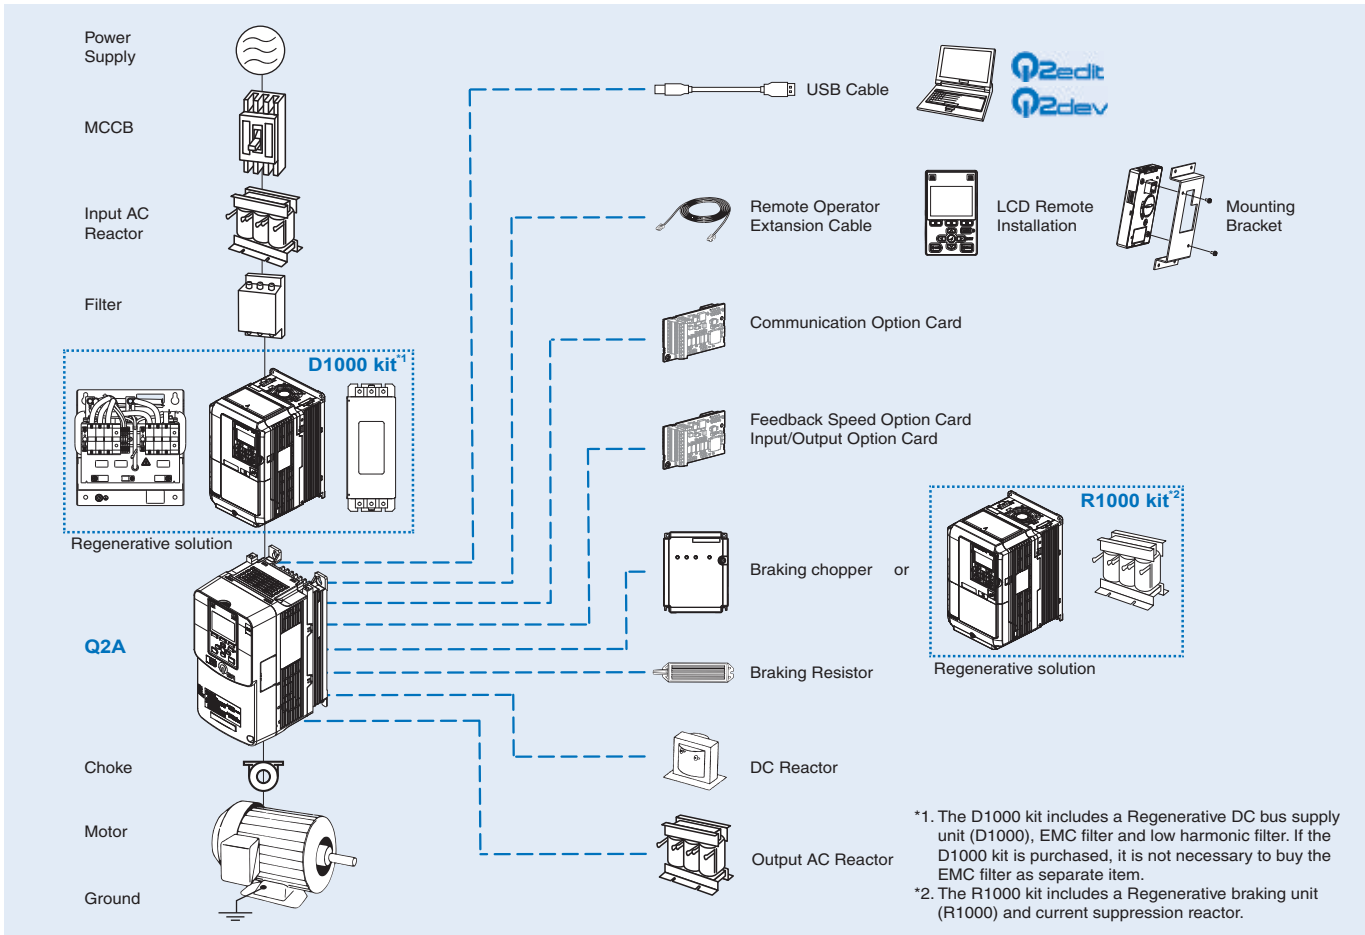 Power
Supply
MCCB
Input AC
Reactor
Filter
D1000 kit*1
Regenerative solution
Q2A
Choke
Motor
Ground
USB Cable
Q2edit
Q2dev
Remote Operator
Extension Cable
LCD Remote
Installation
Mounting
Bracket
Communication Option Card
Feedback Speed Option Card
Input/Output Option Card
Braking chopper or
R1000 kit*2
Regenerative solution
Braking Resistor
DC Reactor
Output AC Reactor
*1. The D1000 kit includes a Regenerative DC bus supply
unit (D1000), EMC filter and low harmonic filter. If the
D1000 kit is purchased, it is not necessary to buy the
EMC filter as separate item.
*2. The R1000 kit includes a Regenerative braking unit
(R1000) and current suppression reactor.